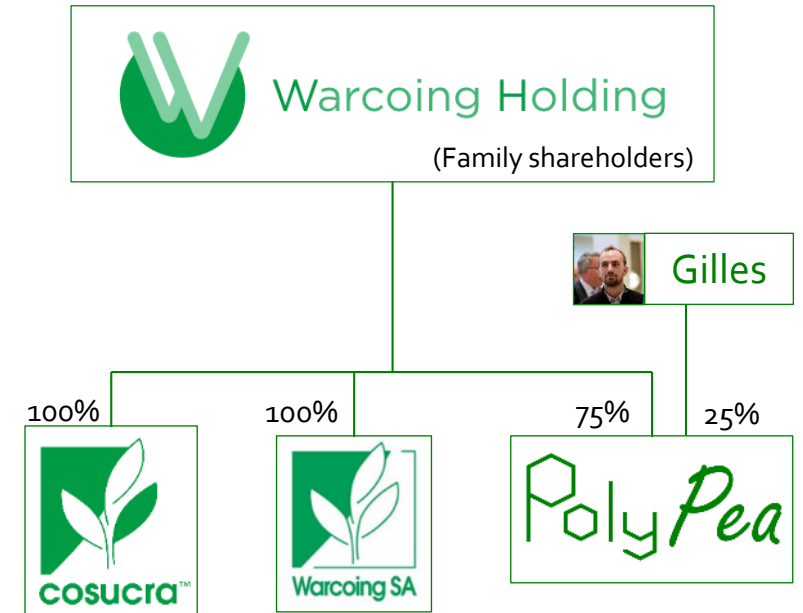 Warcoing Holding
(Family shareholders)
Gilles
100%
100%
75%
25%
cosucra™
Warcoing SA
PolyPea